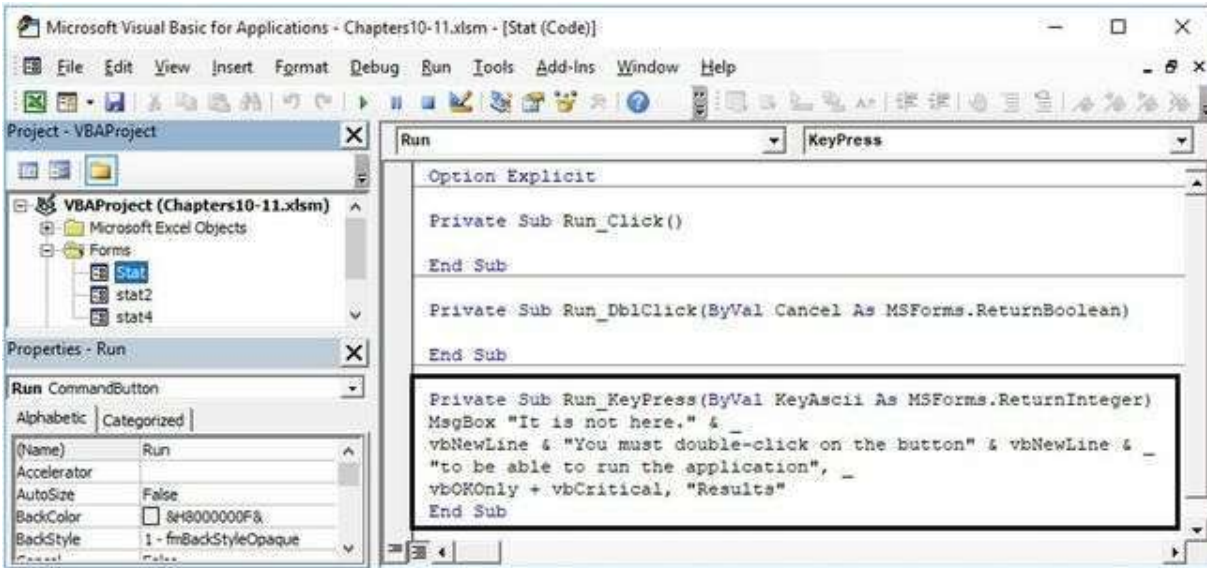 Microsoft Visual Basic for Applications - Chapters10-11.xlsm - [Stat (Code)]
File Edit View Insert Format Debug Run Tools Add-Ins Window Help
Project - VBAProject
VBAProject (Chapters10-11.xlsm)
Microsoft Excel Objects
Forms
Stat
stat2
stat4
Properties - Run
Run CommandButton
Alphabetic Categorized
(Name) Run
Accelerator
AutoSize False
BackColor &H8000000F&
BackStyle 1 - fmBackStyleOpaque
Run KeyPress
Option Explicit
Private Sub Run_Click()
End Sub
Private Sub Run_DblClick(ByVal Cancel As MSForms.ReturnBoolean)
End Sub
Private Sub Run_KeyPress(ByVal KeyAscii As MSForms.ReturnInteger)
MsgBox "It is not here." & _
vbNewLine & "You must double-click on the button" & vbNewLine & _
"to be able to run the application", _
vbOKOnly + vbCritical, "Results"
End Sub